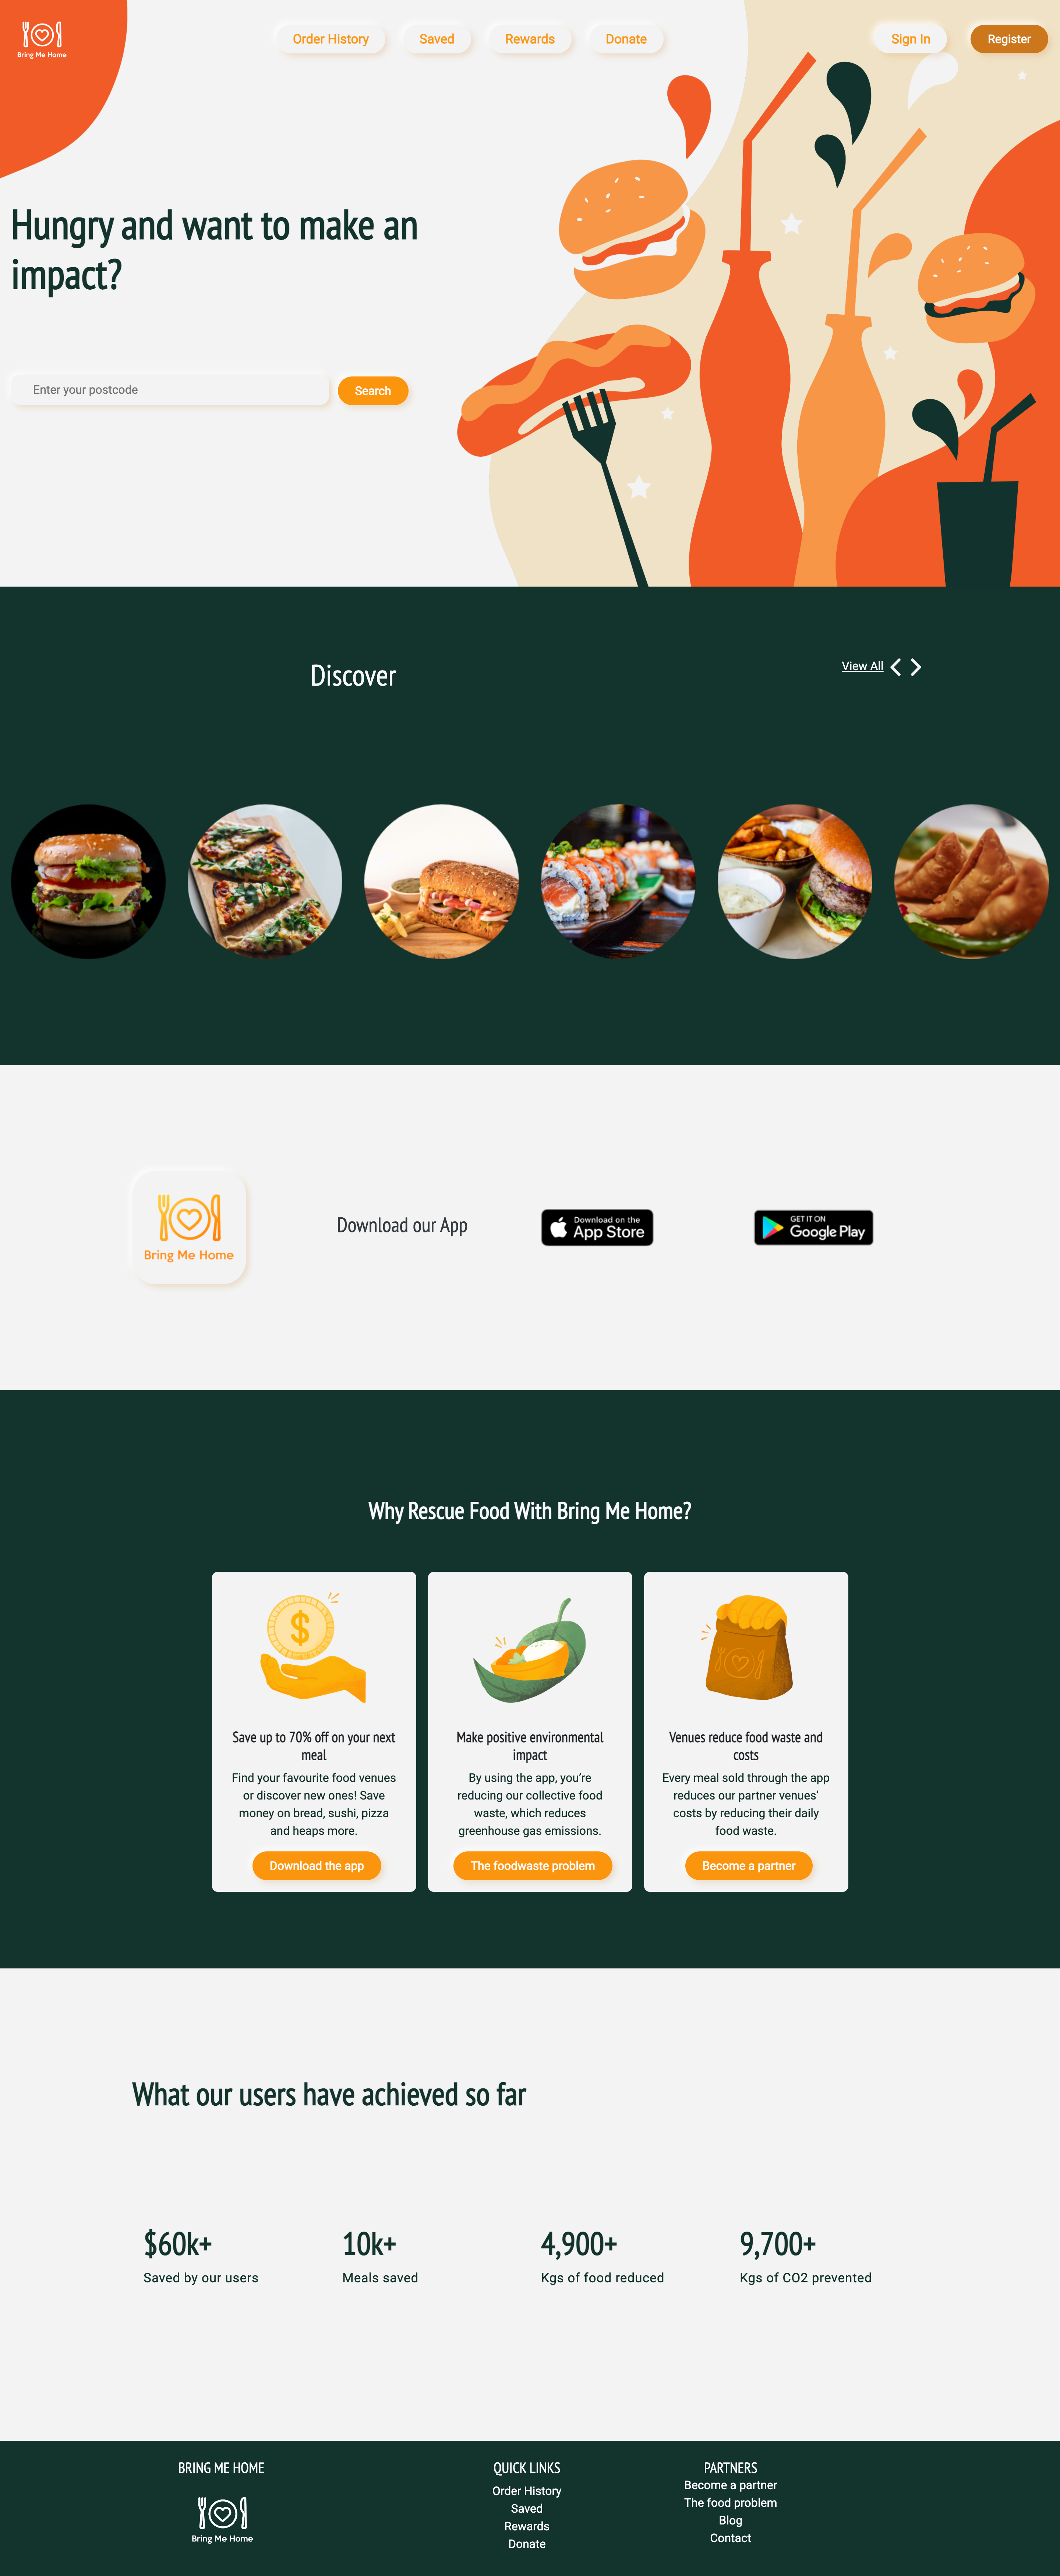 Bring Me Home
Order History
Saved
Rewards
Donate
Sign In
Register
Hungry and want to make an
impact?
Enter your postcode
Search
Discover
View All
Bring Me Home
Download our App
Download on the
App Store
GET IT ON
Google Play
Why Rescue Food With Bring Me Home?
$
Save up to 70% off on your next
meal
Find your favourite food venues
or discover new ones! Save
money on bread, sushi, pizza
and heaps more.
Download the app
Make positive environmental
impact
By using the app, you're
reducing our collective food
waste, which reduces
greenhouse gas emissions.
The foodwaste problem
Venues reduce food waste and
costs
Every meal sold through the app
reduces our partner venues'
costs by reducing their daily
food waste.
Become a partner
What our users have achieved so far
$60k+
Saved by our users
10k+
Meals saved
4,900+
Kgs of food reduced
9,700+
Kgs of CO2 prevented
BRING ME HOME
Bring Me Home
QUICK LINKS
Order History
Saved
Rewards
Donate
PARTNERS
Become a partner
The food problem
Blog
Contact